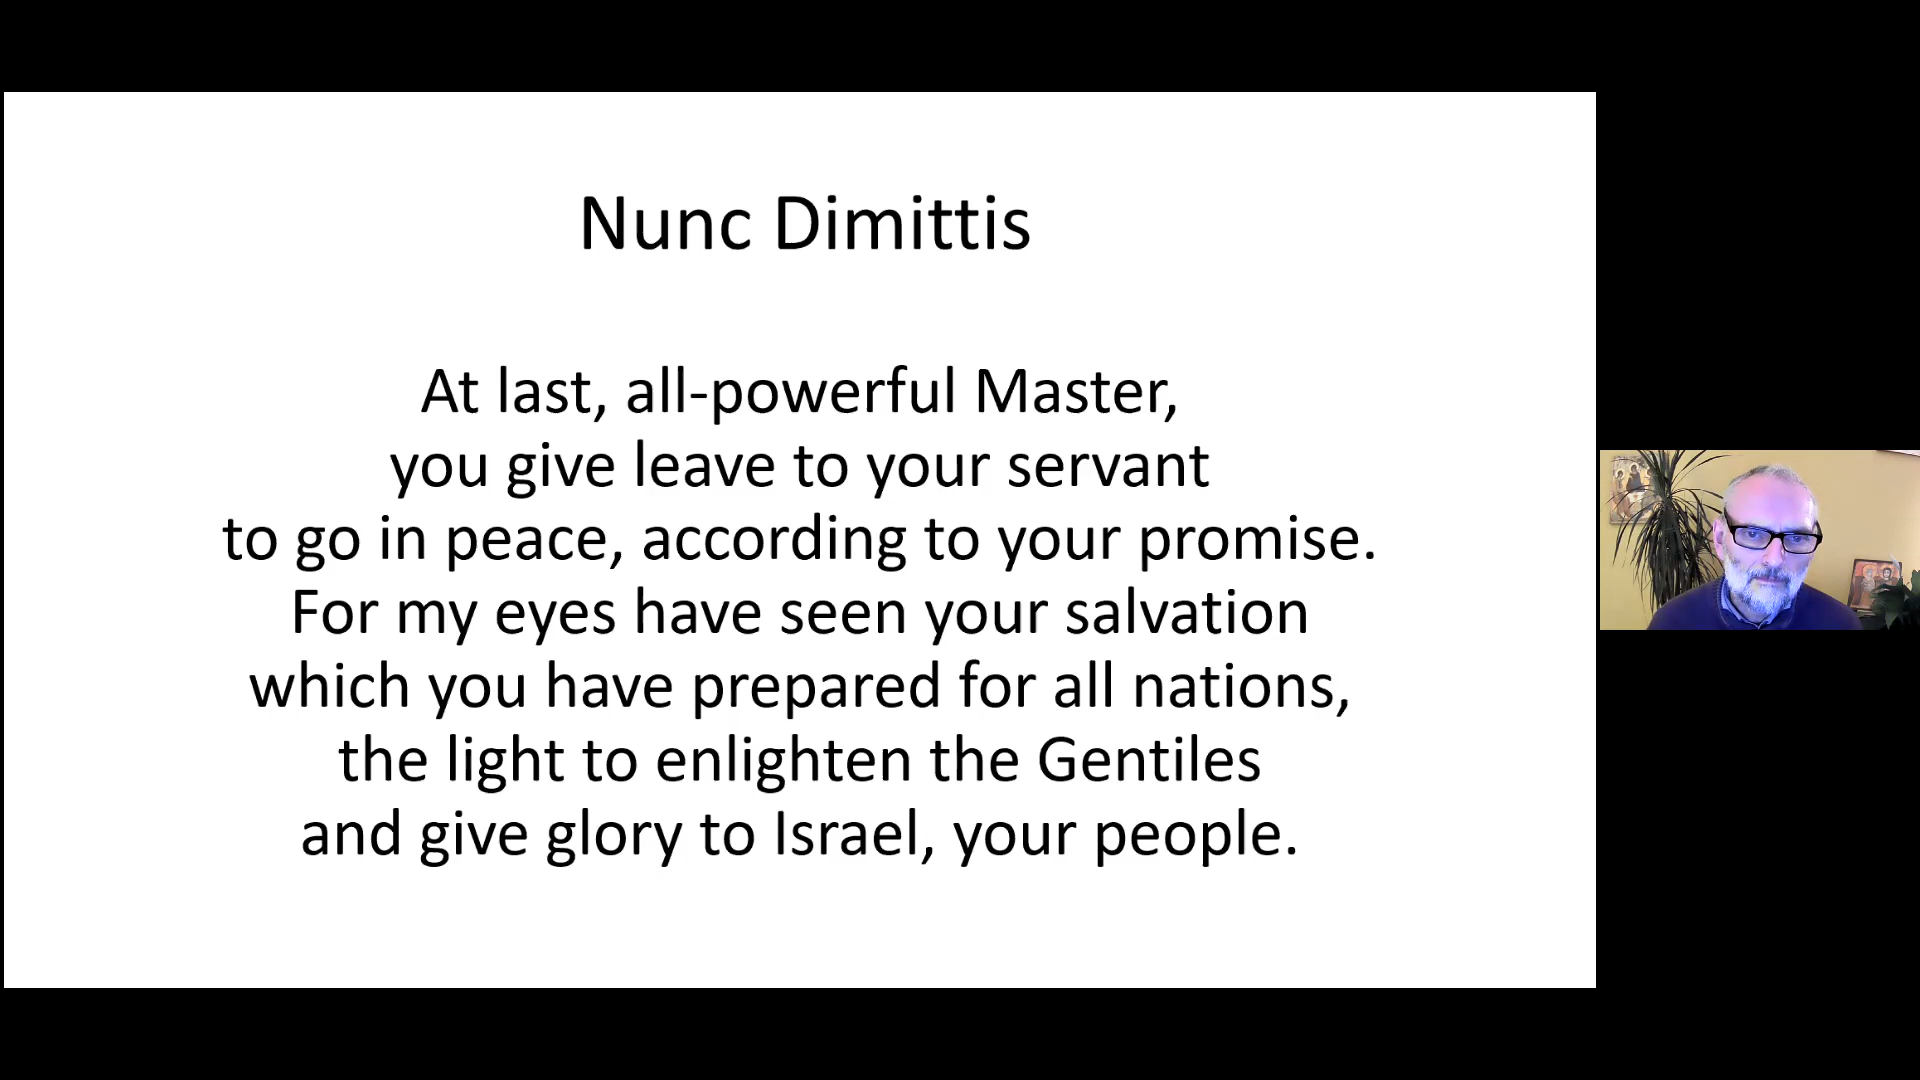 Nunc Dimittis
At last, all-powerful Master,
you give leave to your servant
to go in peace, according to your promise.
For my eyes have seen your salvation
which you have prepared for all nations,
the light to enlighten the Gentiles
and give glory to Israel, your people.